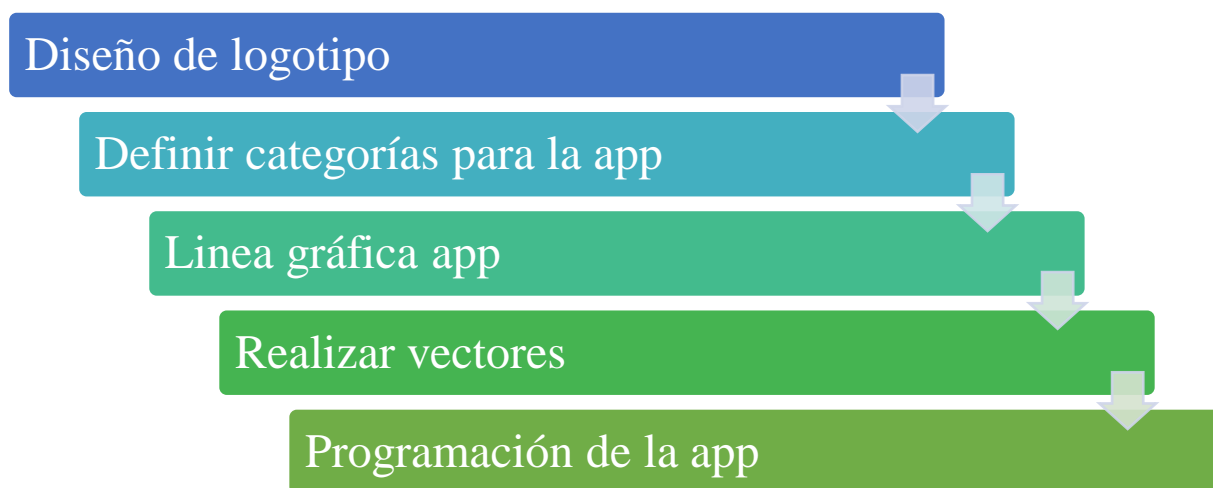 Diseño de logotipo
Definir categorías para la app
Linea gráfica app
Realizar vectores
Programación de la app